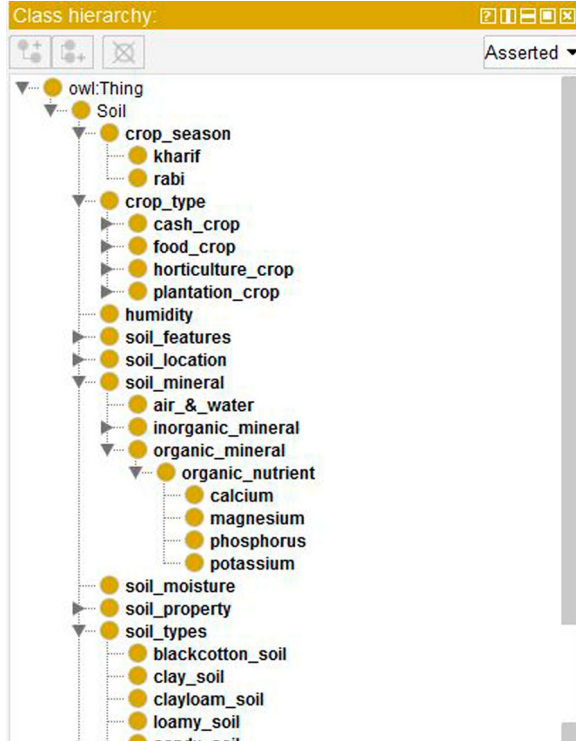 Class hierarchy:
Asserted
owl:Thing
Soil
crop_season
kharif
rabi
crop_type
cash_crop
food_crop
horticulture_crop
plantation_crop
humidity
soil_features
soil_location
soil_mineral
air_&_water
inorganic_mineral
organic_mineral
organic_nutrient
calcium
magnesium
phosphorus
potassium
soil_moisture
soil_property
soil_types
blackcotton_soil
clay_soil
clayloam_soil
loamy_soil